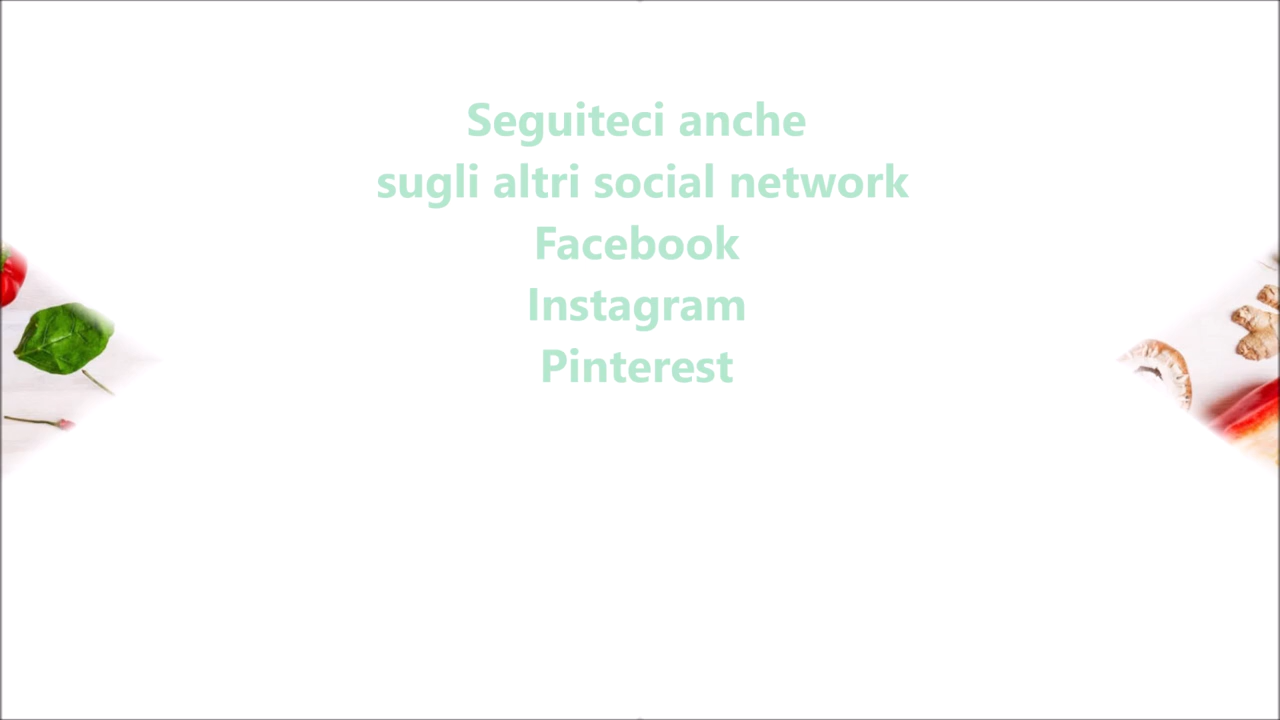 Seguiteci anche
sugli altri social network
Facebook
Instagram
Pinterest